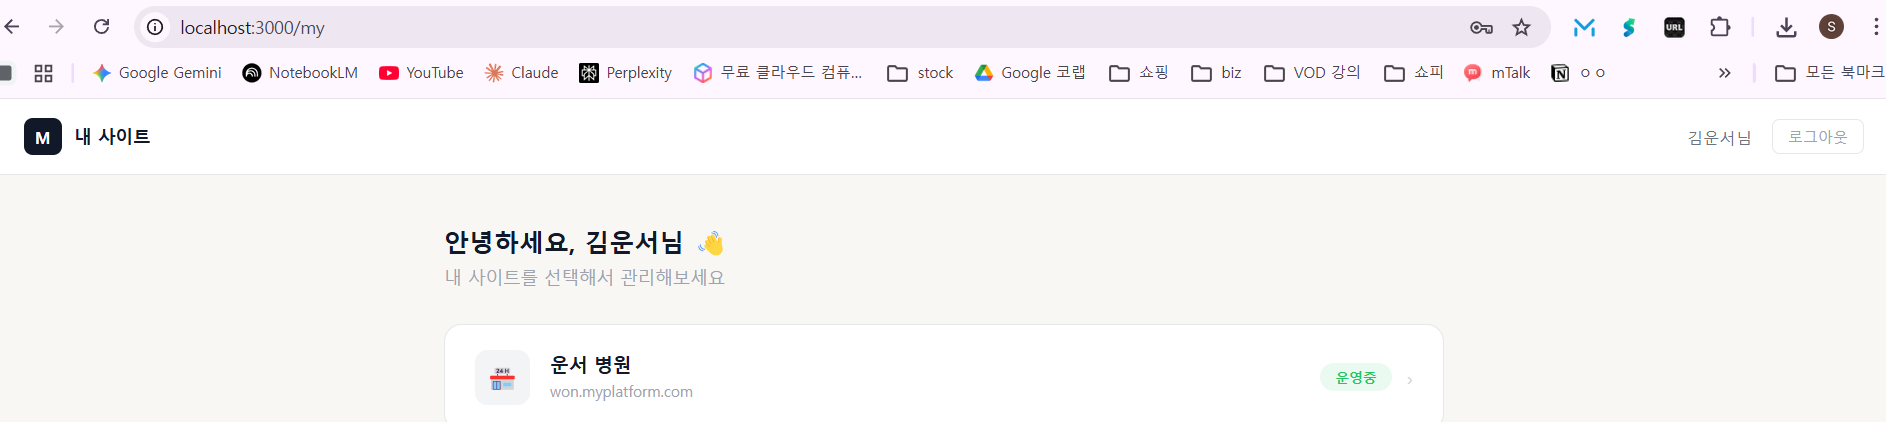 localhost:3000/my
URL
S
Google Gemini
NotebookLM
YouTube
Claude
Perplexity
무료 클라우드 컴퓨...
stock
Google 코랩
쇼핑
biz
VOD 강의
쇼피
m
mTalk
N
ㅇㅇ
»
모든 북마크
M
내 사이트
김운서님
로그아웃
안녕하세요, 김운서님 👋
내 사이트를 선택해서 관리해보세요
24 H
운서 병원
won.myplatform.com
운영중